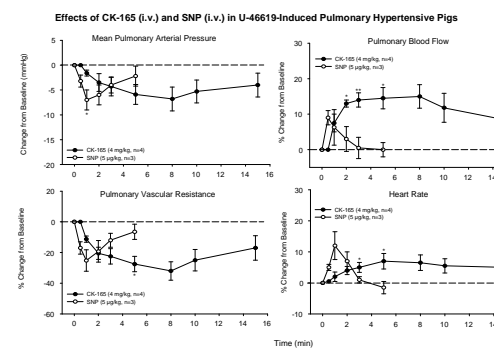 Effects of CK-165 (i.v.) and SNP (i.v.) in U-46619-Induced Pulmonary Hypertensive Pigs
Mean Pulmonary Arterial Pressure
Change from Baseline (mmHg)
5
0
-5
-10
-15
-20
*
CK-165 (4 mg/kg, n=4)
SNP (5 µg/kg, n=3)
0 2 4 6 8 10 12 14 16
Pulmonary Blood Flow
% Change from Baseline
30
20
10
0
CK-165 (4 mg/kg, n=4)
SNP (5 µg/kg, n=3)
* ** *
0 2 4 6 8 10 12 14
Pulmonary Vascular Resistance
% Change from Baseline
20
0
-20
-40
-60
*
CK-165 (4 mg/kg, n=4)
SNP (5 µg/kg, n=3)
0 2 4 6 8 10 12 14 16
Heart Rate
% Change from Baseline
30
20
10
0
-10
CK-165 (4 mg/kg, n=4)
SNP (5 µg/kg, n=3)
* *
0 2 4 6 8 10 12 14
Time (min)